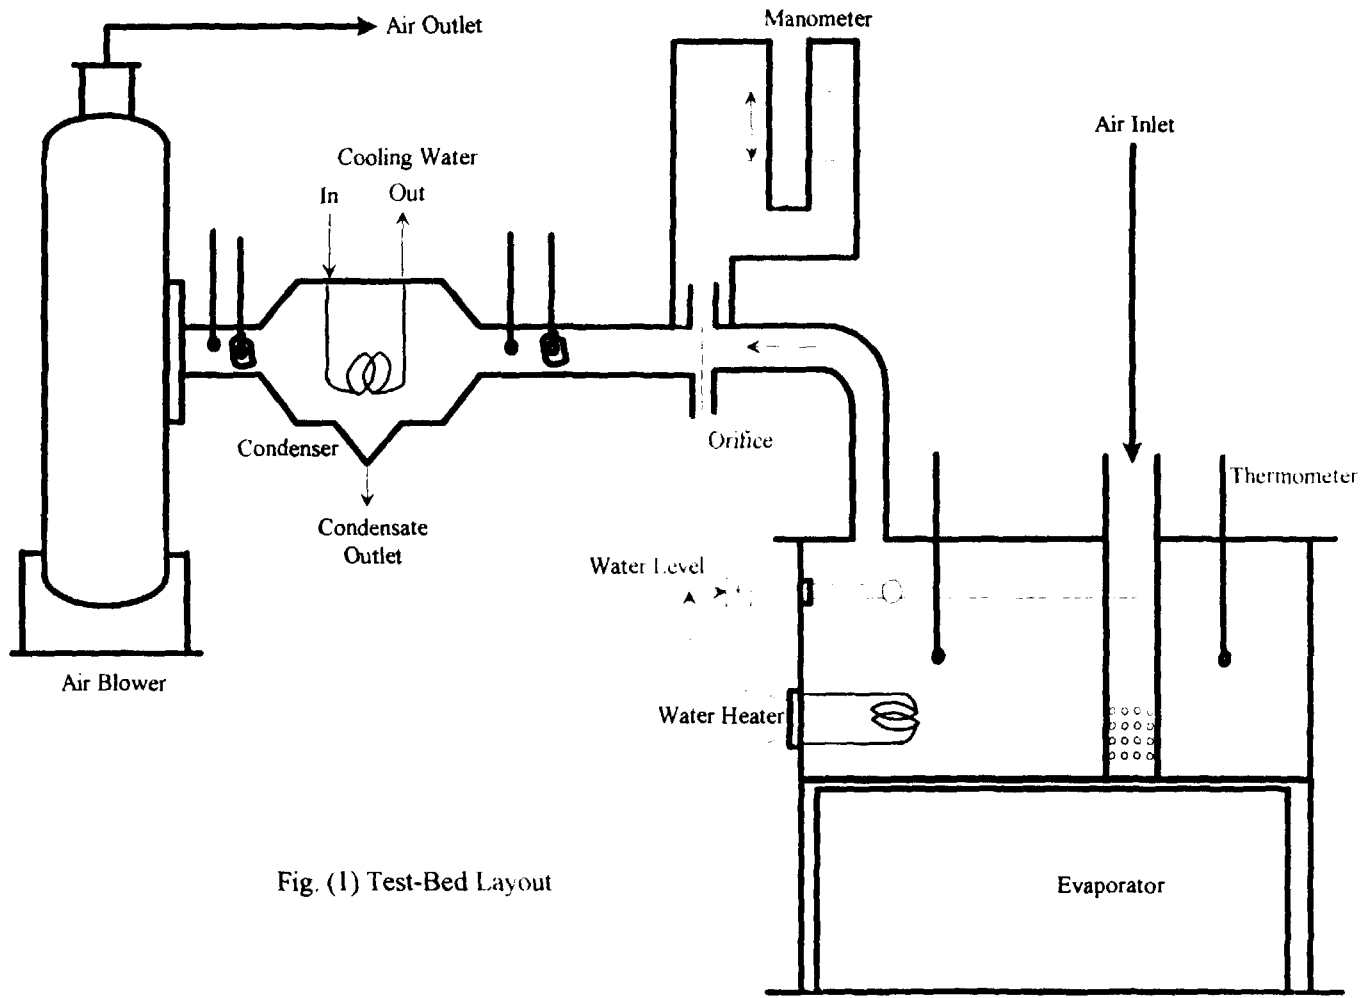 Air Outlet
Manometer
Air Inlet
Cooling Water
In
Out
Orifice
Condenser
Thermometer
Condensate
Outlet
Water Level
Air Blower
Water Heater
Fig. (1) Test-Bed Layout
Evaporator